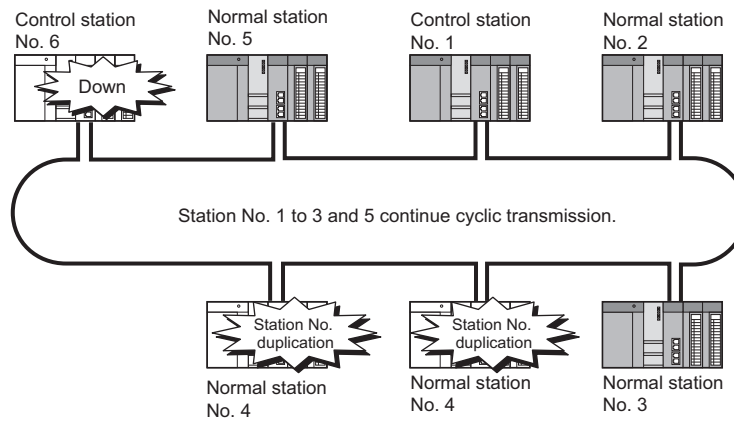 Control station
No. 6
Normal station
No. 5
Control station
No. 1
Normal station
No. 2
Down
Station No. 1 to 3 and 5 continue cyclic transmission.
Station No.
duplication
Station No.
duplication
Normal station
No. 4
Normal station
No. 4
Normal station
No. 3